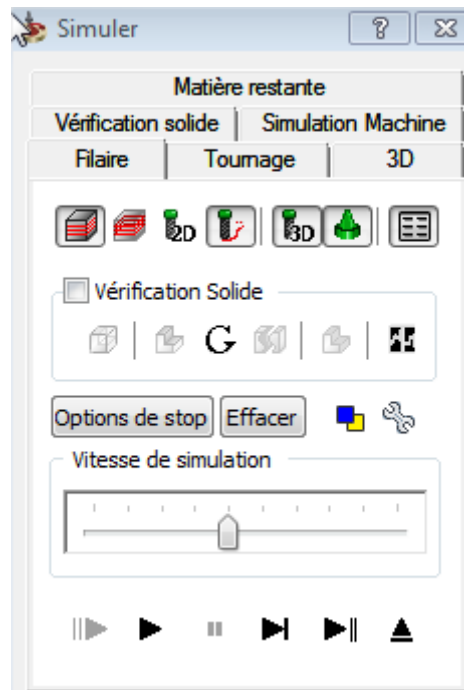 Simuler
Matière restante
Vérification solide Simulation Machine
Filaire Tournage 3D
2D 3D
Vérification Solide
G
Options de stop Effacer
Vitesse de simulation